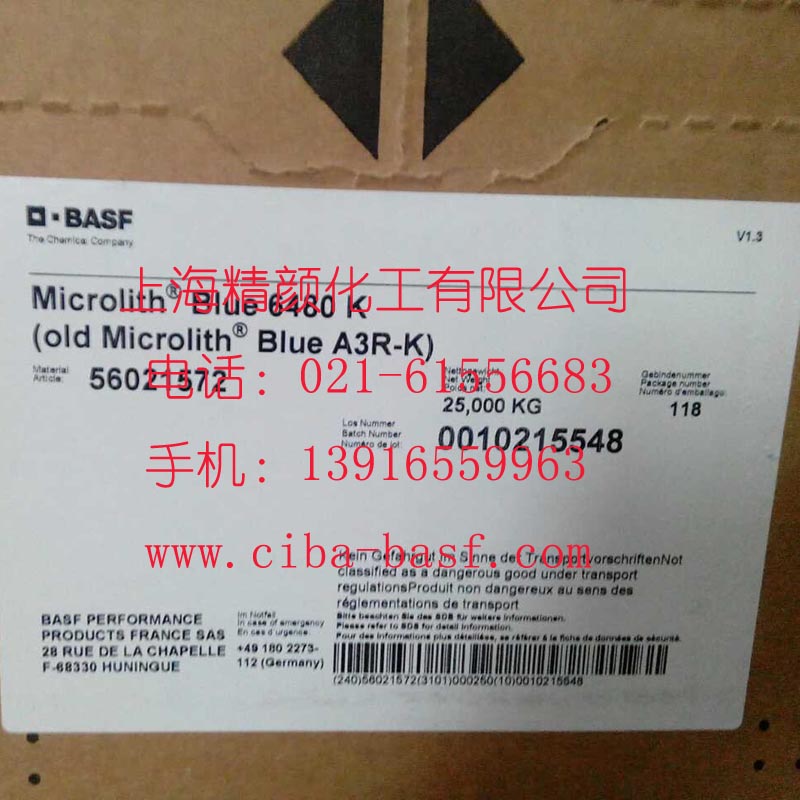 BASF
The Chemical Company
V1.3
上海精颜化工有限公司
Microlith® Blue 6480 K
(old Microlith® Blue A3R-K)
电话：021-61556683
Material
Article:
56021572
Nettogewicht
Net Weight
Poids net:
25,000 KG
Gebindenummer
Package number
Numéro d'emballage:
118
Los Nummer
Batch Number
Numéro de lot:
0010215548
手机：13916559963
www.ciba-basf.com
Kein Gefahrgut im Sinne der TransportvorschriftenNot
classified as a dangerous good under transport
regulationsProduit non dangereux au sens des
réglementations de transport
Bitte beachten Sie das SDB für weitere Informationen.
Please refer to SDS for detail information.
Pour des informations plus détaillées, se référer à la fiche de données de sécurité.
BASF PERFORMANCE
PRODUCTS FRANCE SAS
28 RUE DE LA CHAPELLE
F-68330 HUNINGUE
Im Notfall
In case of emergency
En cas d'urgence:
+49 180 2273-
112 (Germany)
(240)56021572(3101)000250(10)0010215548